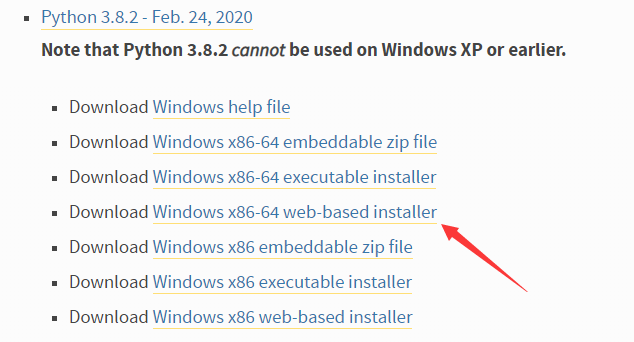 Python 3.8.2 - Feb. 24, 2020
Note that Python 3.8.2 cannot be used on Windows XP or earlier.
Download Windows help file
Download Windows x86-64 embeddable zip file
Download Windows x86-64 executable installer
Download Windows x86-64 web-based installer
Download Windows x86 embeddable zip file
Download Windows x86 executable installer
Download Windows x86 web-based installer